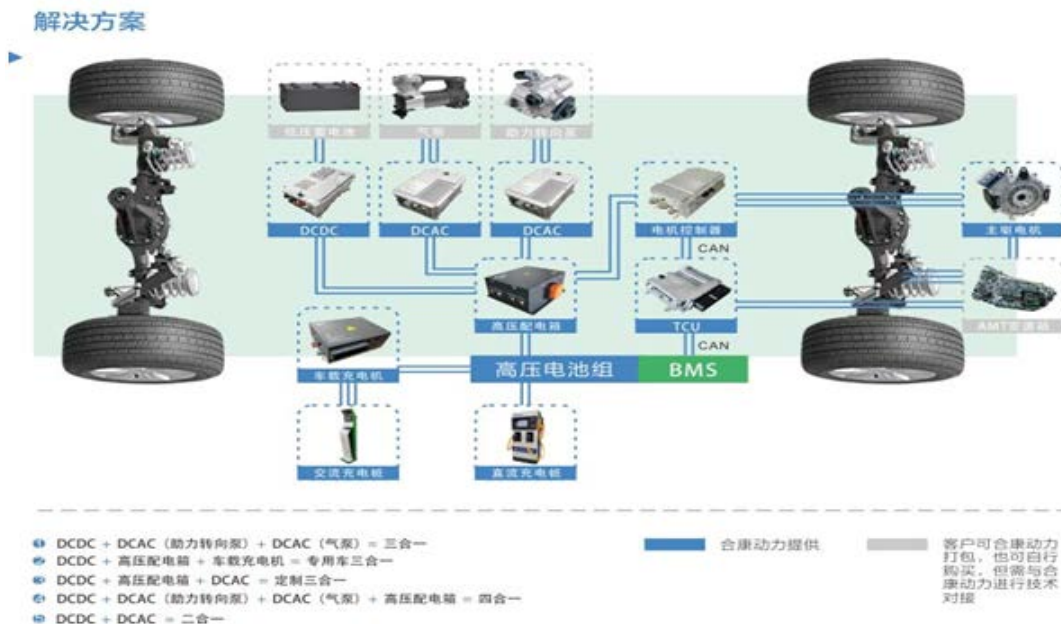 解决方案
低压蓄电池
气泵
助力转向泵
DCDC
DCAC
DCAC
电机控制器
主驱电机
CAN
高压配电箱
TCU
AMT变速箱
CAN
车载充电机
高压电池组
BMS
交流充电桩
直流充电桩
1 DCDC + DCAC（助力转向泵）+ DCAC（气泵）= 三合一
2 DCDC + 高压配电箱 + 车载充电机 = 专用车三合一
3 DCDC + 高压配电箱 + DCAC = 定制三合一
4 DCDC + DCAC（助力转向泵）+ DCAC（气泵）+ 高压配电箱 = 四合一
5 DCDC + DCAC = 二合一
合康动力提供
客户可合康动力
打包，也可自行
购买，但需与合
康动力进行技术
对接